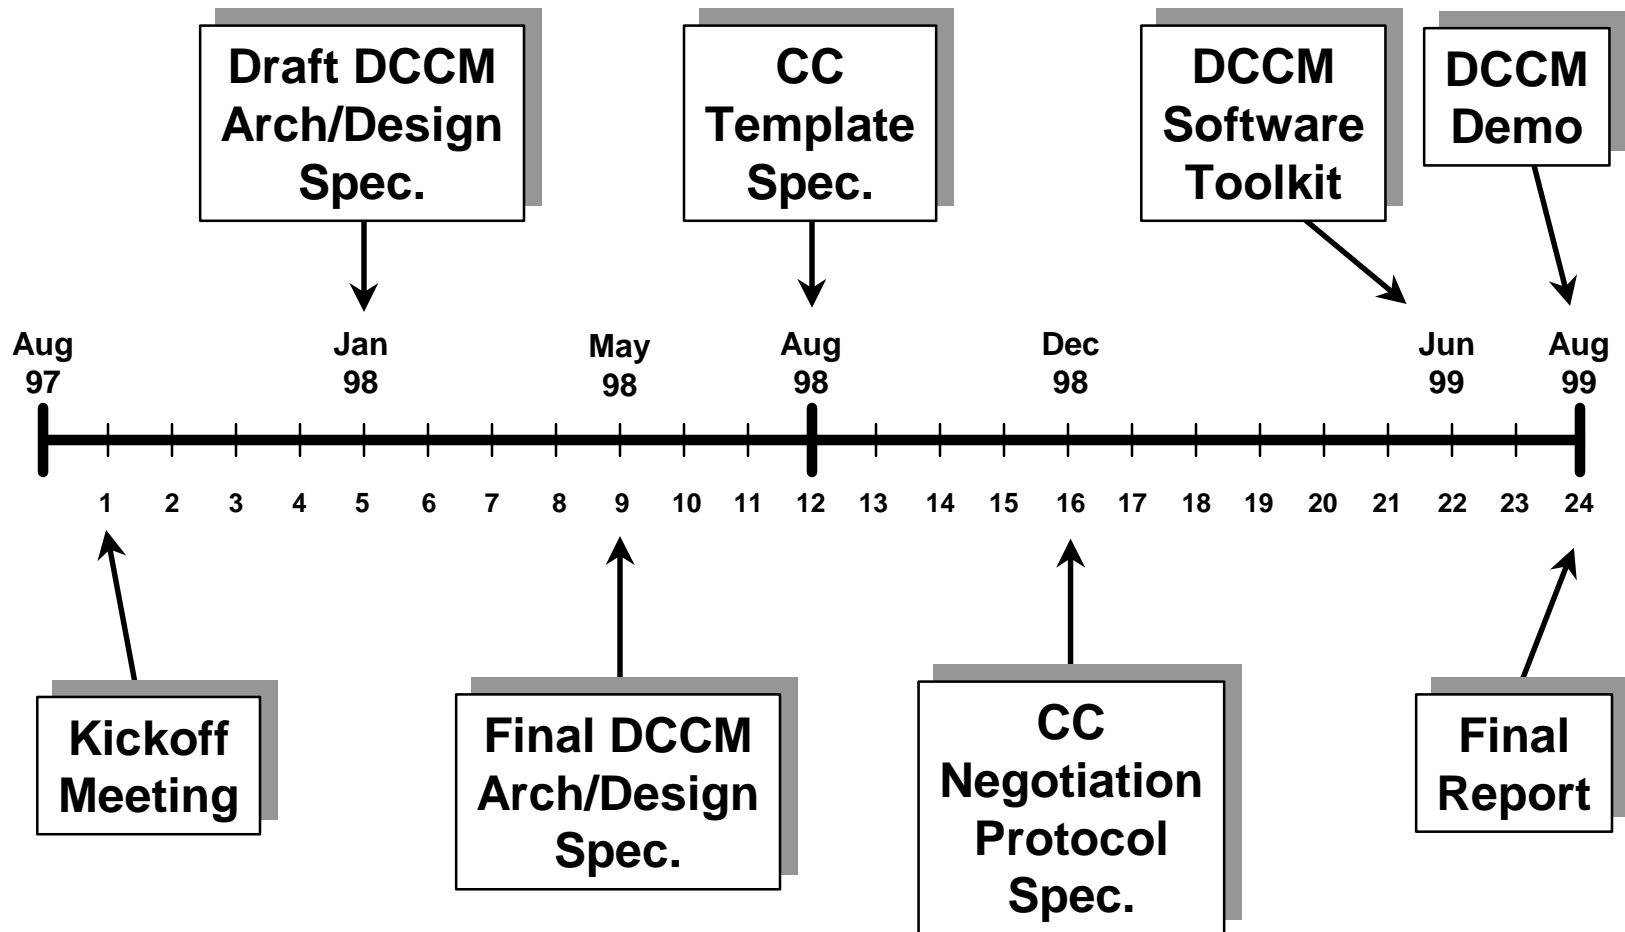 Draft DCCM
Arch/Design
Spec.
CC
Template
Spec.
DCCM
Software
Toolkit
DCCM
Demo
Aug
97
Jan
98
May
98
Aug
98
Dec
98
Jun
99
Aug
99
1 2 3 4 5 6 7 8 9 10 11 12 13 14 15 16 17 18 19 20 21 22 23 24
Kickoff
Meeting
Final DCCM
Arch/Design
Spec.
CC
Negotiation
Protocol
Spec.
Final
Report